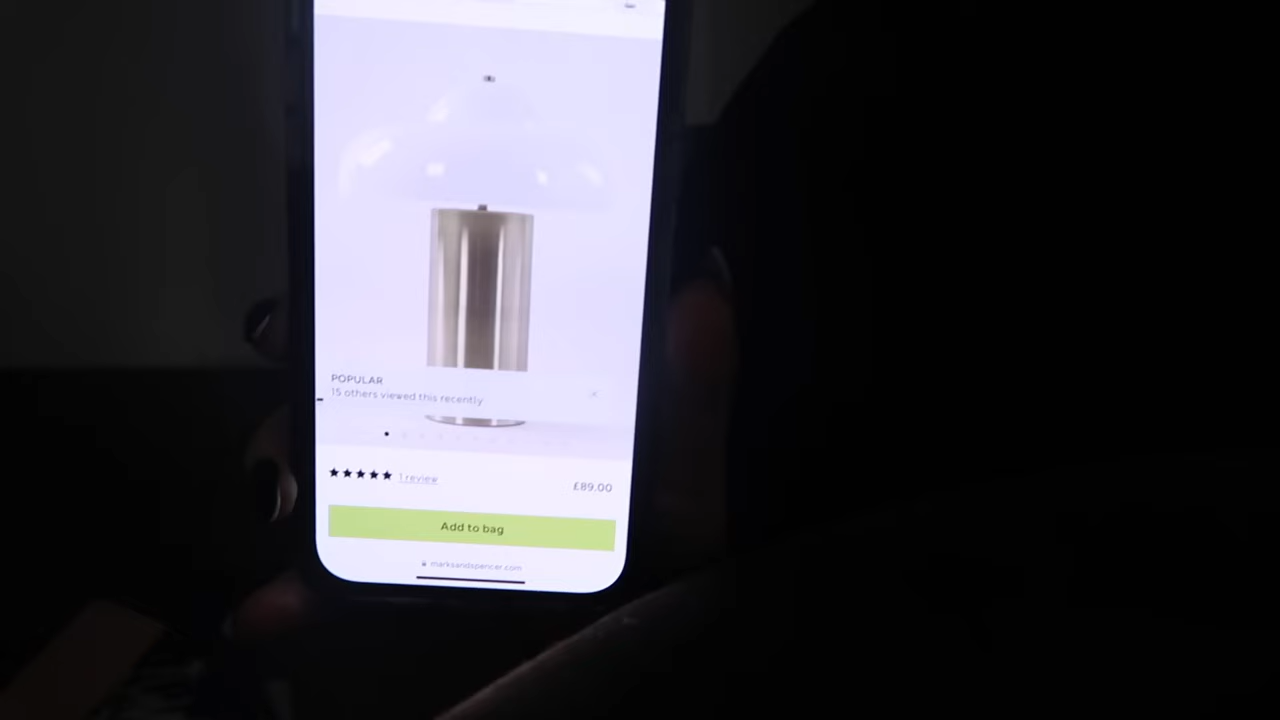 POPULAR
15 others viewed this recently
1 review
£89.00
Add to bag
marksandspencer.com